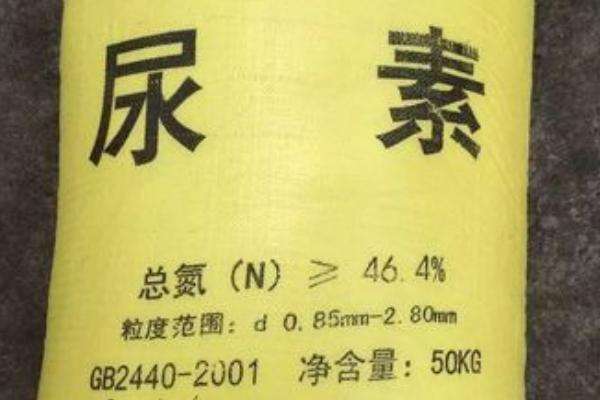 尿素
总氮（N）≥ 46.4%
粒度范围：d 0.85mm-2.80mm
GB2440-2001 净含量：50KG